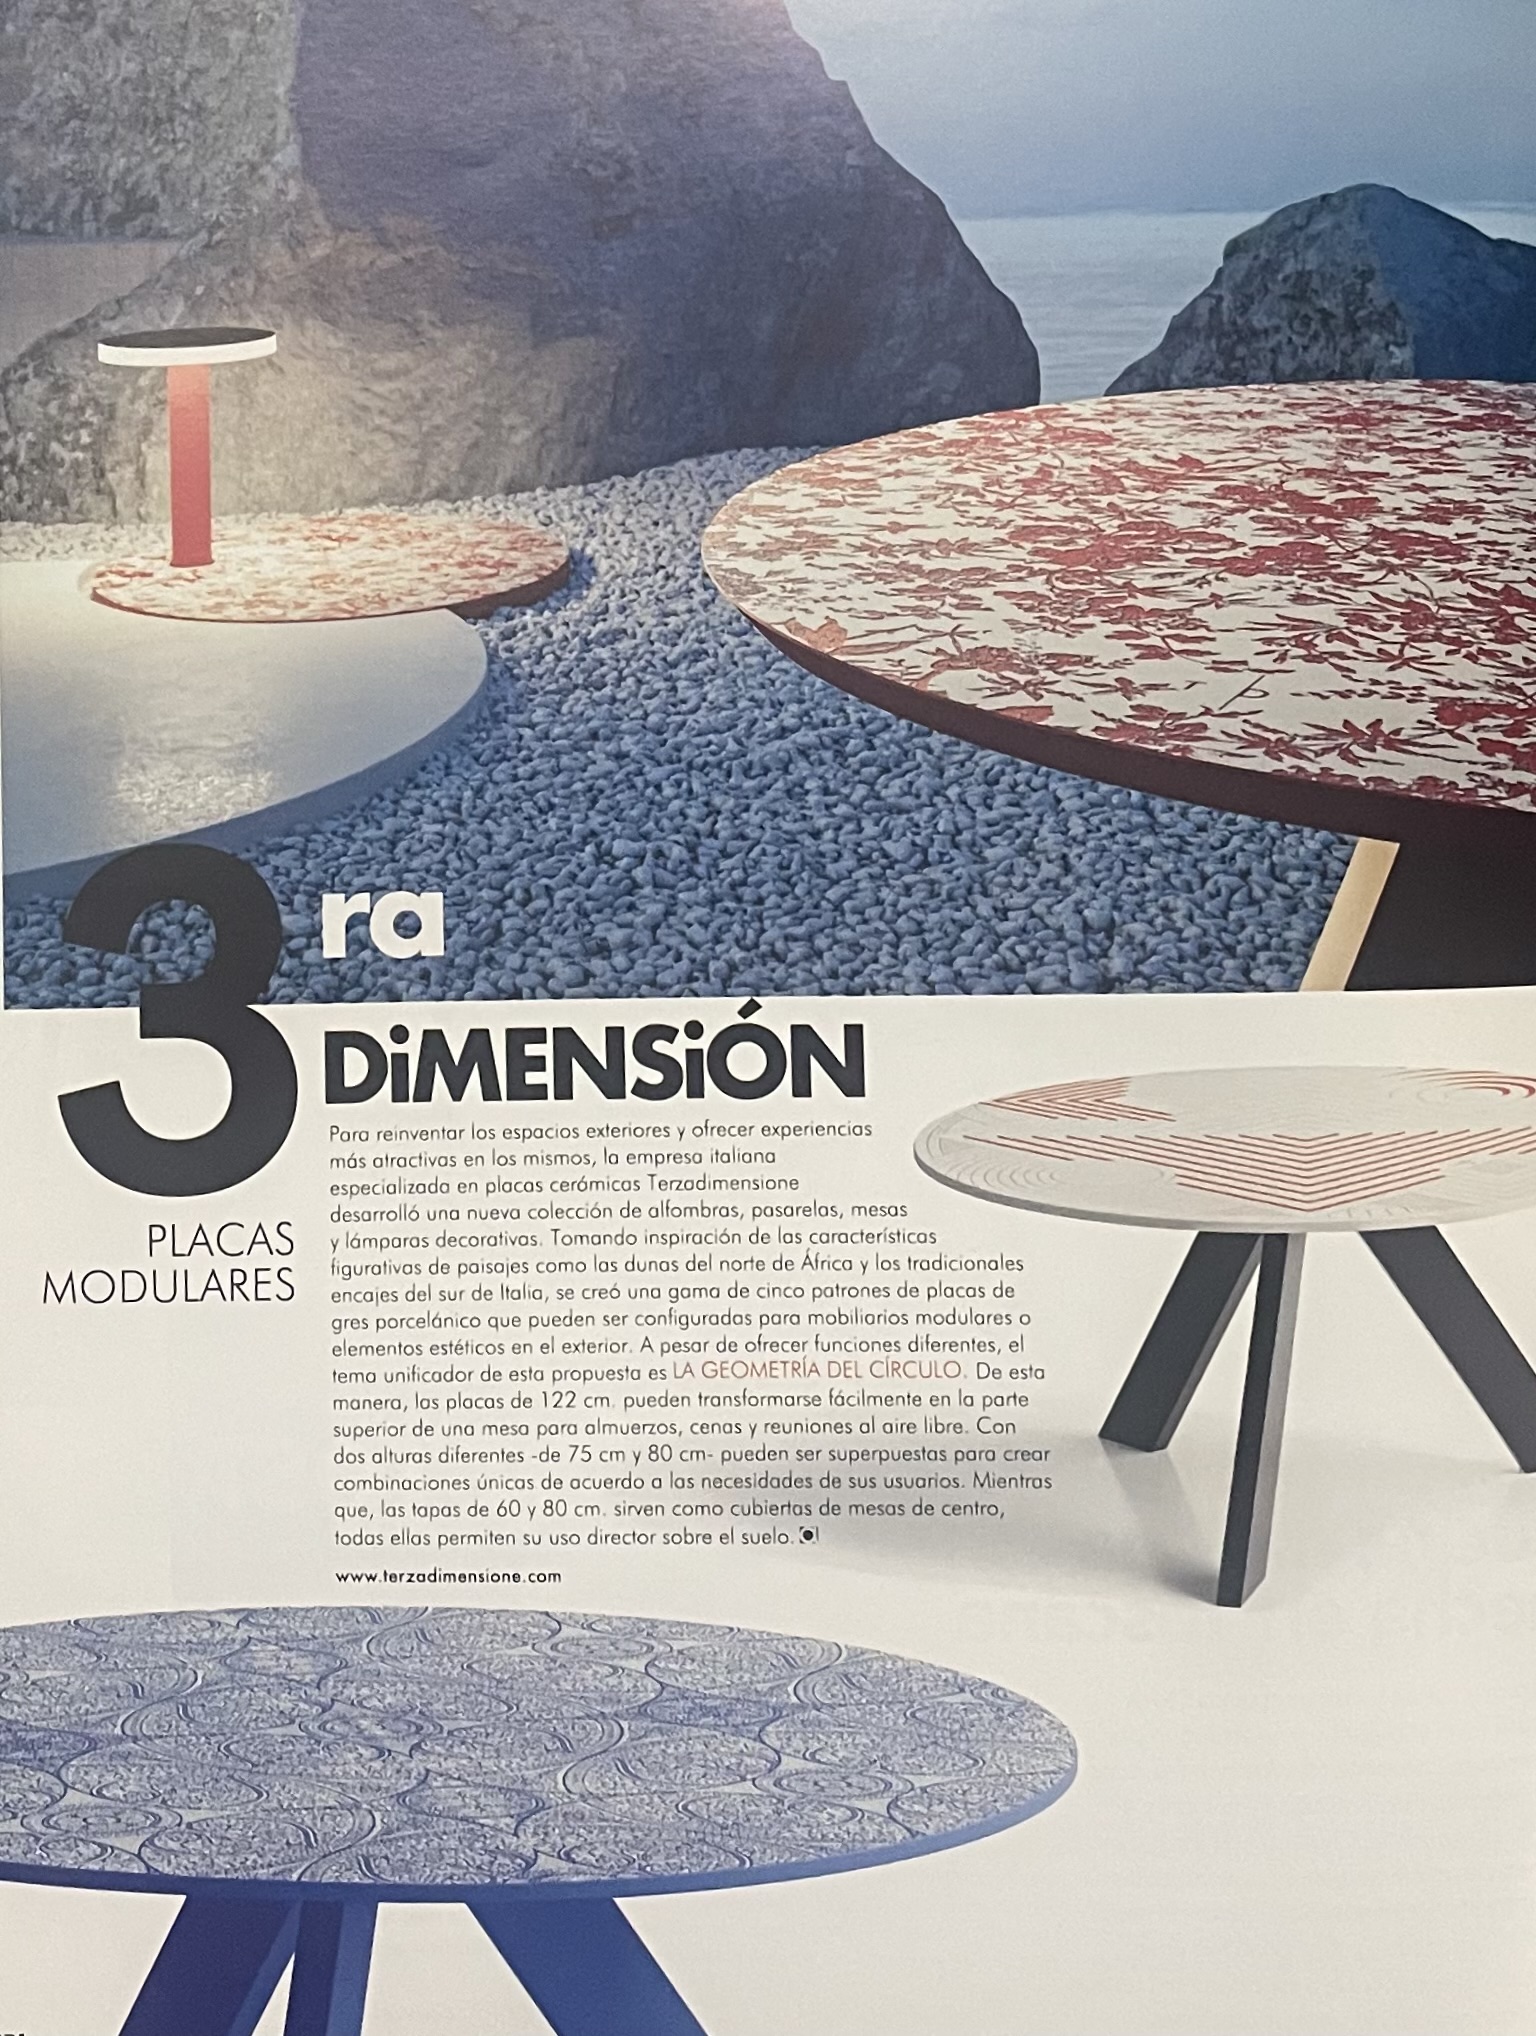 3ra
DiMENSiÓN
PLACAS
MODULARES
Para reinventar los espacios exteriores y ofrecer experiencias
más atractivas en los mismos, la empresa italiana
especializada en placas cerámicas Terzadimensione
desarrolló una nueva colección de alfombras, pasarelas, mesas
y lámparas decorativas. Tomando inspiración de las características
figurativas de paisajes como las dunas del norte de África y los tradicionales
encajes del sur de Italia, se creó una gama de cinco patrones de placas de
gres porcelánico que pueden ser configuradas para mobiliarios modulares o
elementos estéticos en el exterior. A pesar de ofrecer funciones diferentes, el
tema unificador de esta propuesta es LA GEOMETRÍA DEL CÍRCULO. De esta
manera, las placas de 122 cm. pueden transformarse fácilmente en la parte
superior de una mesa para almuerzos, cenas y reuniones al aire libre. Con
dos alturas diferentes -de 75 cm y 80 cm- pueden ser superpuestas para crear
combinaciones únicas de acuerdo a las necesidades de sus usuarios. Mientras
que, las tapas de 60 y 80 cm. sirven como cubiertas de mesas de centro,
todas ellas permiten su uso director sobre el suelo.
www.terzadimensione.com